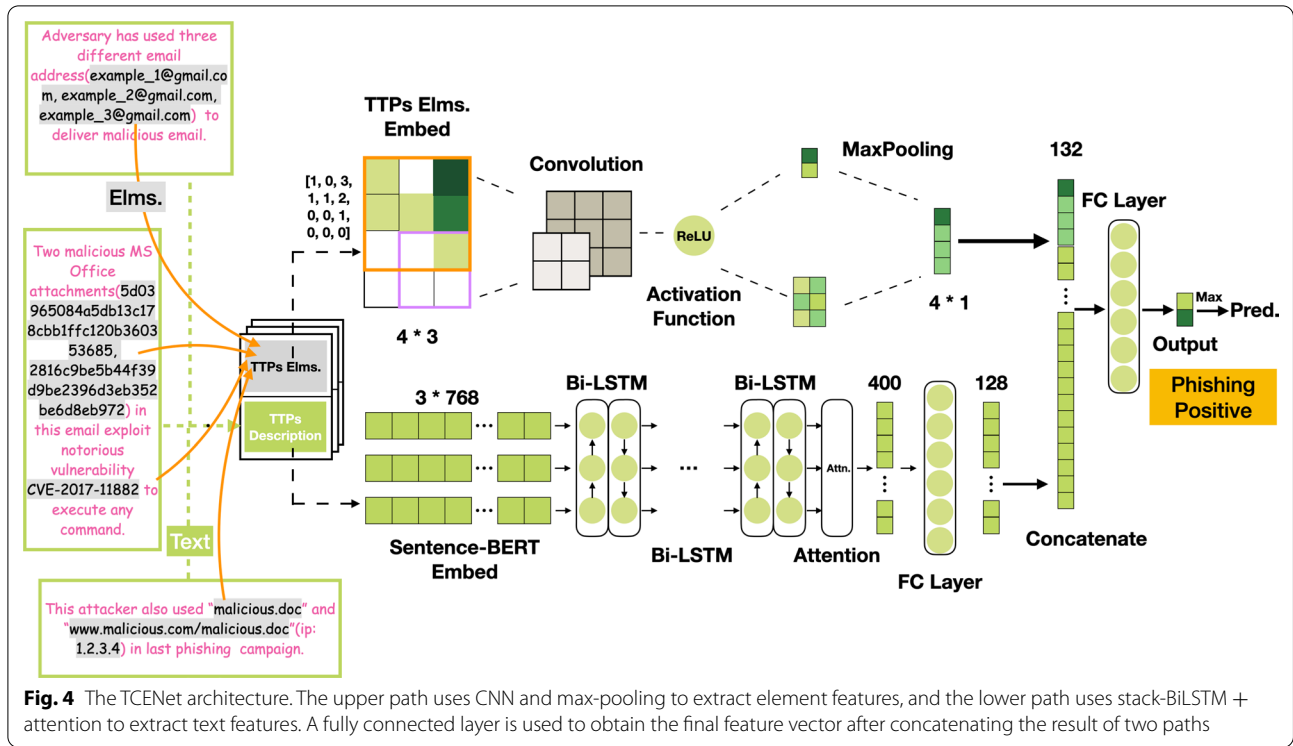 Adversary has used three
different email
address(example_1@gmail.co
m, example_2@gmail.com,
example_3@gmail.com) to
deliver malicious email.
Elms.
Two malicious MS
Office
attachments(5d03
965084a5db13c17
8cbb1ffc120b3603
53685,
2816c9be5b44f39
d9be2396d3eb352
be6d8eb972) in
this email exploit
notorious
vulnerability
CVE-2017-11882 to
execute any
command.
Text
This attacker also used "malicious.doc" and
"www.malicious.com/malicious.doc"(ip:
1.2.3.4) in last phishing campaign.
TTPs Elms.
TTPs
Description
TTPs Elms.
Embed
[1, 0, 3,
1, 1, 2,
0, 0, 1,
0, 0, 0]
4 * 3
Convolution
ReLU
Activation
Function
MaxPooling
4 * 1
132
FC Layer
Max
Pred.
Output
Phishing
Positive
3 * 768
Sentence-BERT
Embed
Bi-LSTM
Bi-LSTM
Bi-LSTM
Attn.
Attention
400
FC Layer
128
Concatenate
Fig. 4 The TCENet architecture. The upper path uses CNN and max-pooling to extract element features, and the lower path uses stack-BiLSTM +
attention to extract text features. A fully connected layer is used to obtain the final feature vector after concatenating the result of two paths